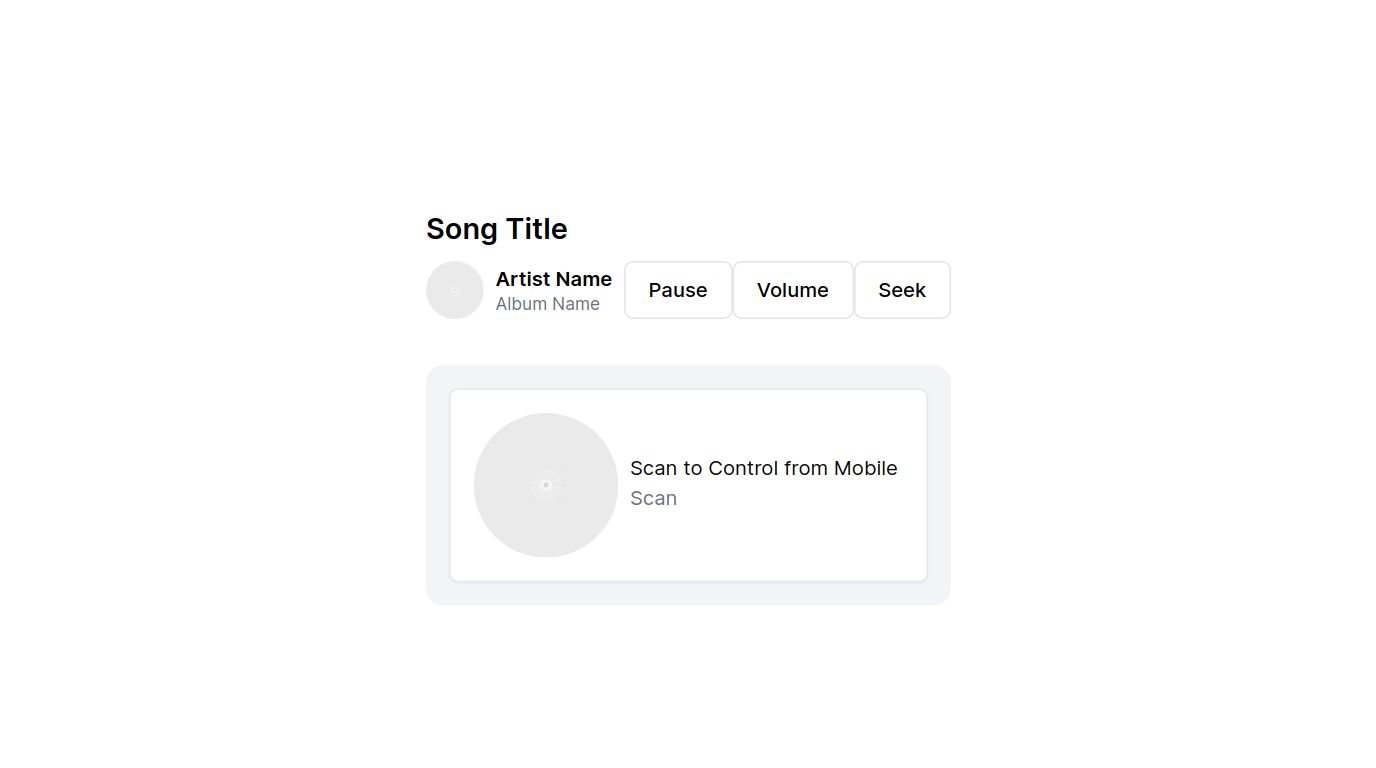 Song Title
Artist Name
Album Name
Pause
Volume
Seek
Scan to Control from Mobile
Scan